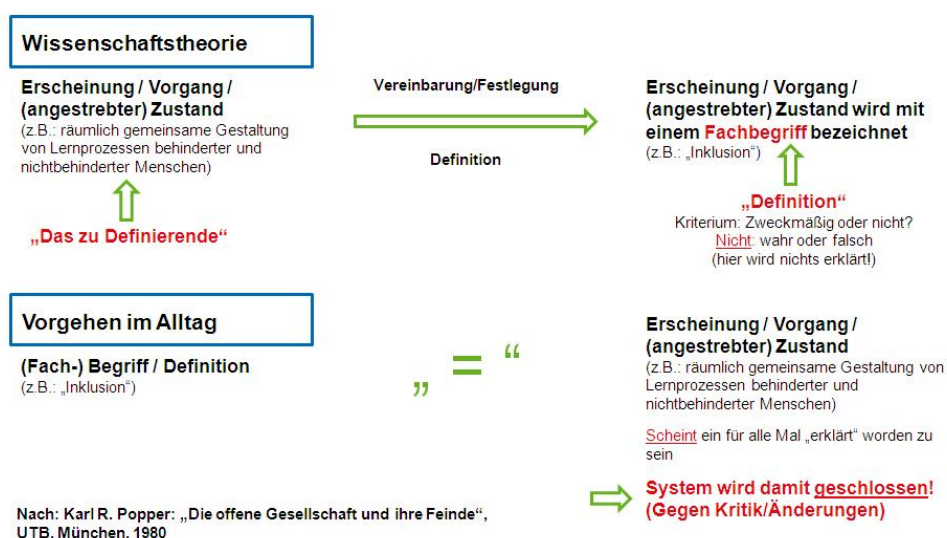 Wissenschaftstheorie
Erscheinung / Vorgang /
(angestrebter) Zustand
(z.B.: räumlich gemeinsame Gestaltung
von Lernprozessen behinderter und
nichtbehinderter Menschen)
„Das zu Definierende“
Vereinbarung/Festlegung
Definition
Erscheinung / Vorgang /
(angestrebter) Zustand wird mit
einem Fachbegriff bezeichnet
(z.B.: „Inklusion“)
„Definition“
Kriterium: Zweckmäßig oder nicht?
Nicht: wahr oder falsch
(hier wird nichts erklärt!)
Vorgehen im Alltag
(Fach-) Begriff / Definition
(z.B.: „Inklusion“)
„ = “
Erscheinung / Vorgang /
(angestrebter) Zustand
(z.B.: räumlich gemeinsame Gestaltung von
Lernprozessen behinderter und
nichtbehinderter Menschen)
Scheint ein für alle Mal „erklärt“ worden zu
sein
System wird damit geschlossen!
(Gegen Kritik/Änderungen)
Nach: Karl R. Popper: „Die offene Gesellschaft und ihre Feinde“,
UTB, München, 1980